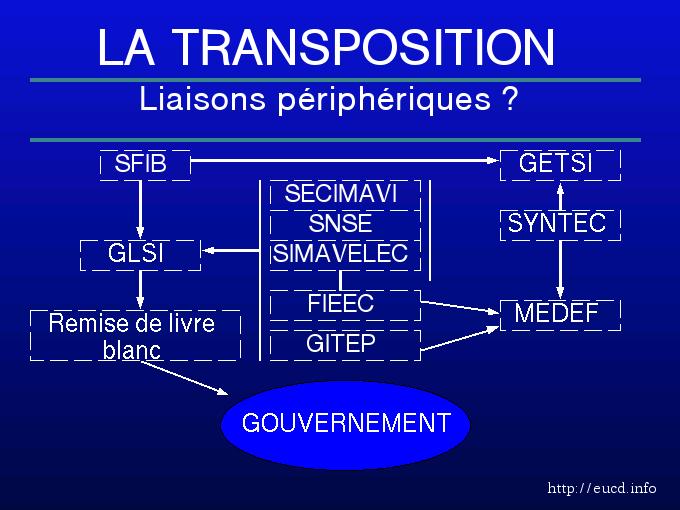 LA TRANSPOSITION
Liaisons périphériques ?
SFIB
GETSI
SECIMAVI
SNSE
SYNTEC
GLSI
SIMAVELEC
FIEEC
MEDEF
Remise de livre
blanc
GITEP
GOUVERNEMENT
http://eucd.info